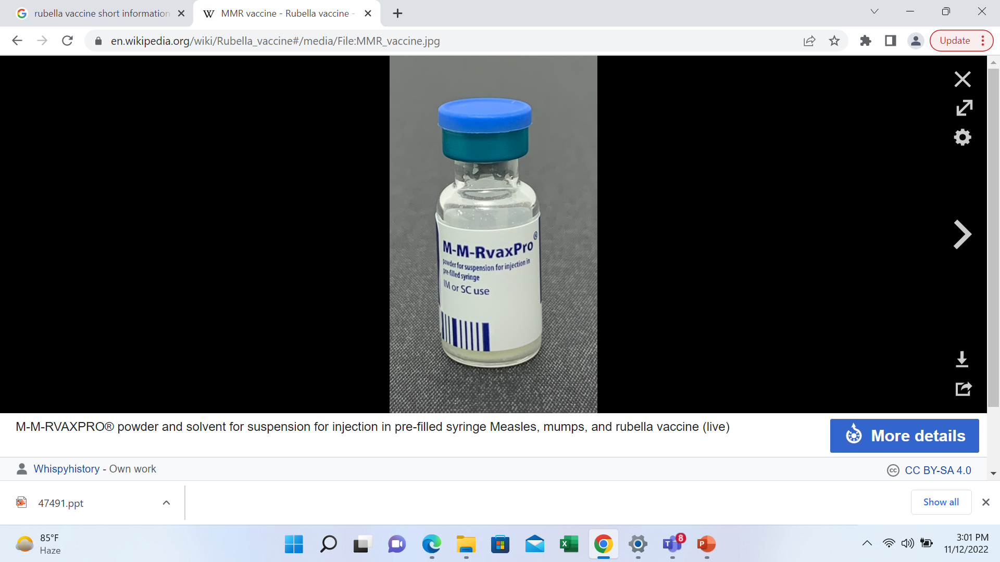 rubella vaccine short information
MMR vaccine - Rubella vaccine -
en.wikipedia.org/wiki/Rubella_vaccine#/media/File:MMR_vaccine.jpg
Update
M-M-RvaxPro®
powder for suspension for injection in
pre-filled syringe
IM or SC use
M-M-RVAXPRO® powder and solvent for suspension for injection in pre-filled syringe Measles, mumps, and rubella vaccine (live)
More details
Whispyhistory - Own work
cc CC BY-SA 4.0
47491.ppt
Show all
85°F
Haze
8
3:01 PM
11/12/2022